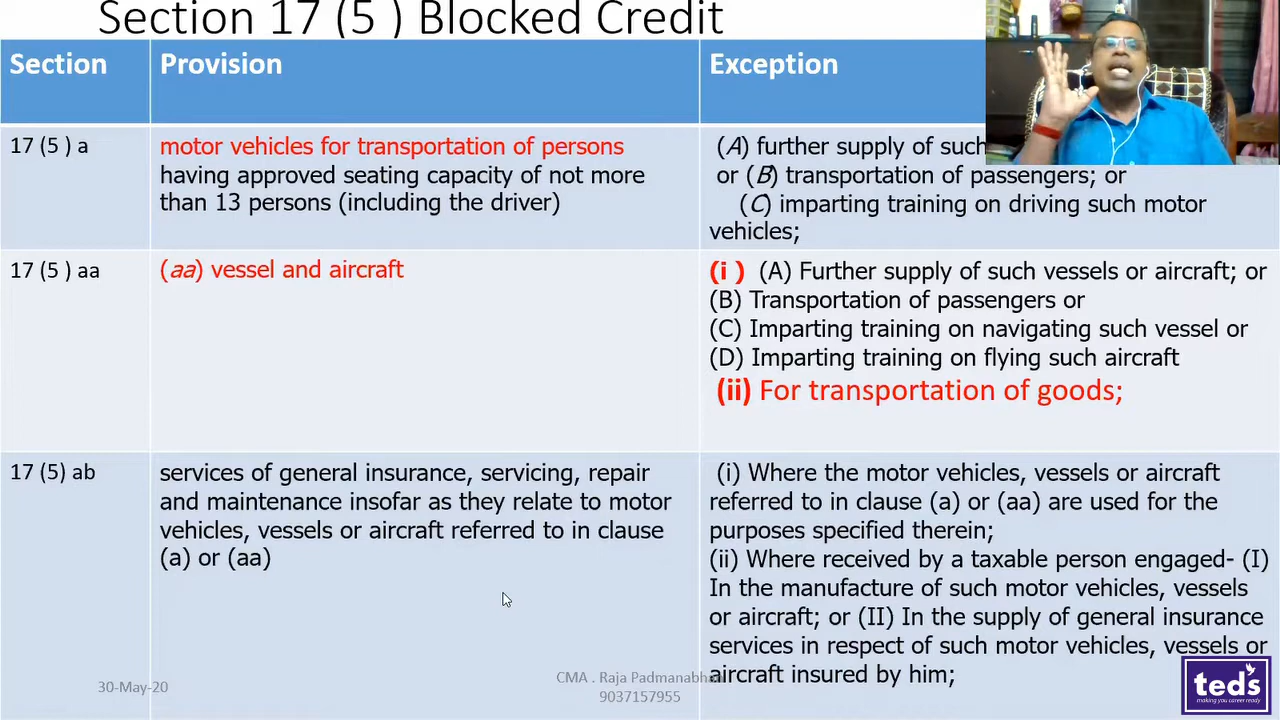 Section 17 (5 ) Blocked Credit
Section Provision Exception
17 (5 ) a
motor vehicles for transportation of persons
having approved seating capacity of not more
than 13 persons (including the driver)
(A) further supply of such
or (B) transportation of passengers; or
(C) imparting training on driving such motor
vehicles;
17 (5 ) aa
(aa) vessel and aircraft
(i ) (A) Further supply of such vessels or aircraft; or
(B) Transportation of passengers or
(C) Imparting training on navigating such vessel or
(D) Imparting training on flying such aircraft
(ii) For transportation of goods;
17 (5) ab
services of general insurance, servicing, repair
and maintenance insofar as they relate to motor
vehicles, vessels or aircraft referred to in clause
(a) or (aa)
(i) Where the motor vehicles, vessels or aircraft
referred to in clause (a) or (aa) are used for the
purposes specified therein;
(ii) Where received by a taxable person engaged- (I)
In the manufacture of such motor vehicles, vessels
or aircraft; or (II) In the supply of general insurance
services in respect of such motor vehicles, vessels or
aircraft insured by him;
30-May-20
CMA . Raja Padmanabhan
9037157955
ted's
making you career ready